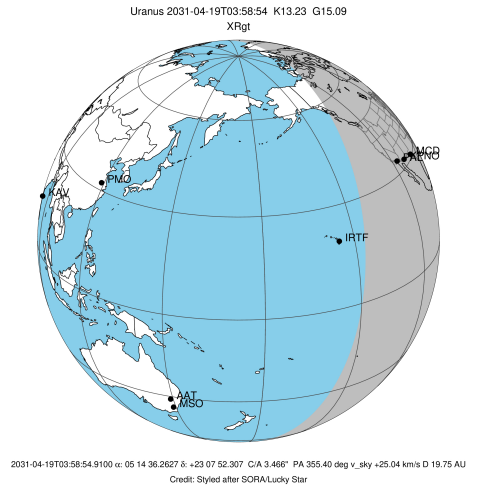 Uranus 2031-04-19T03:58:54 K13.23 G15.09
XRgt
MCD
KAV
PMO
IRTF
AAT
MSO
2031-04-19T03:58:54.9100 α: 05 14 36.2627 δ: +23 07 52.307 C/A 3.466" PA 355.40 deg v_sky +25.04 km/s D 19.75 AU
Credit: Styled after SORA/Lucky Star